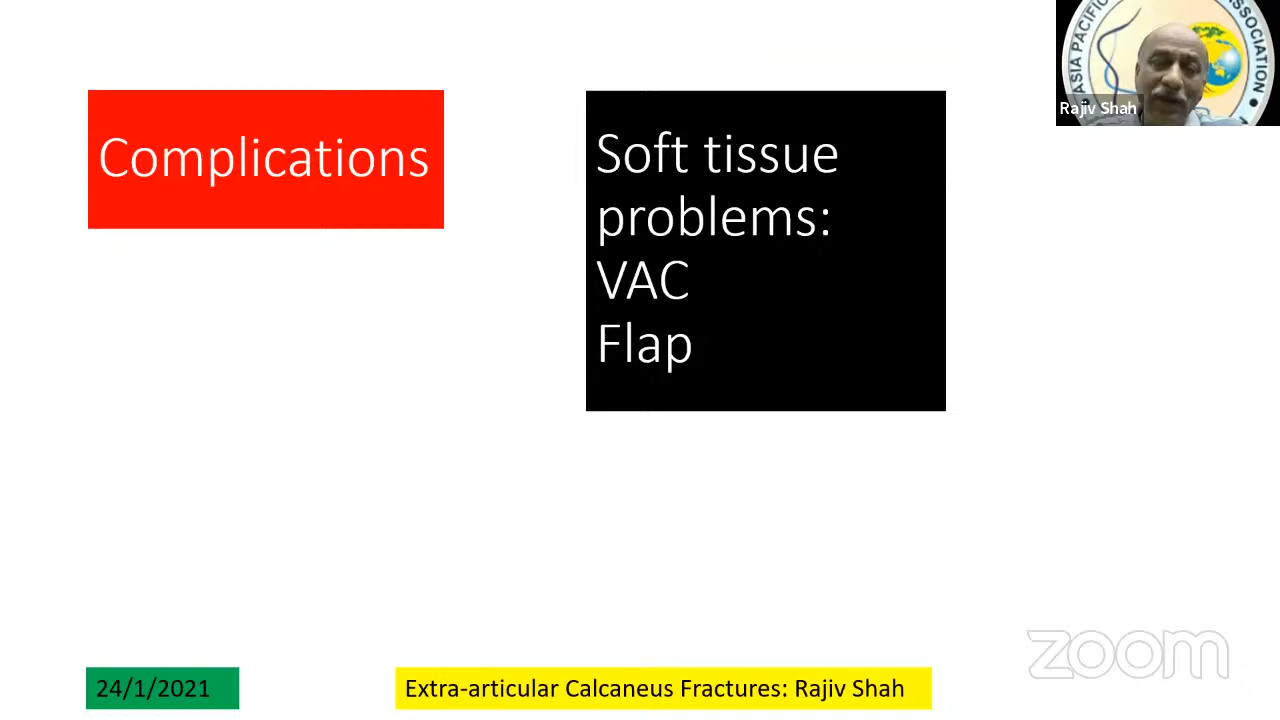 Complications
Soft tissue
problems:
VAC
Flap
ASIA PACIFIC
ASSOCIATION
Rajiv Shah
zoom
24/1/2021
Extra-articular Calcaneus Fractures: Rajiv Shah